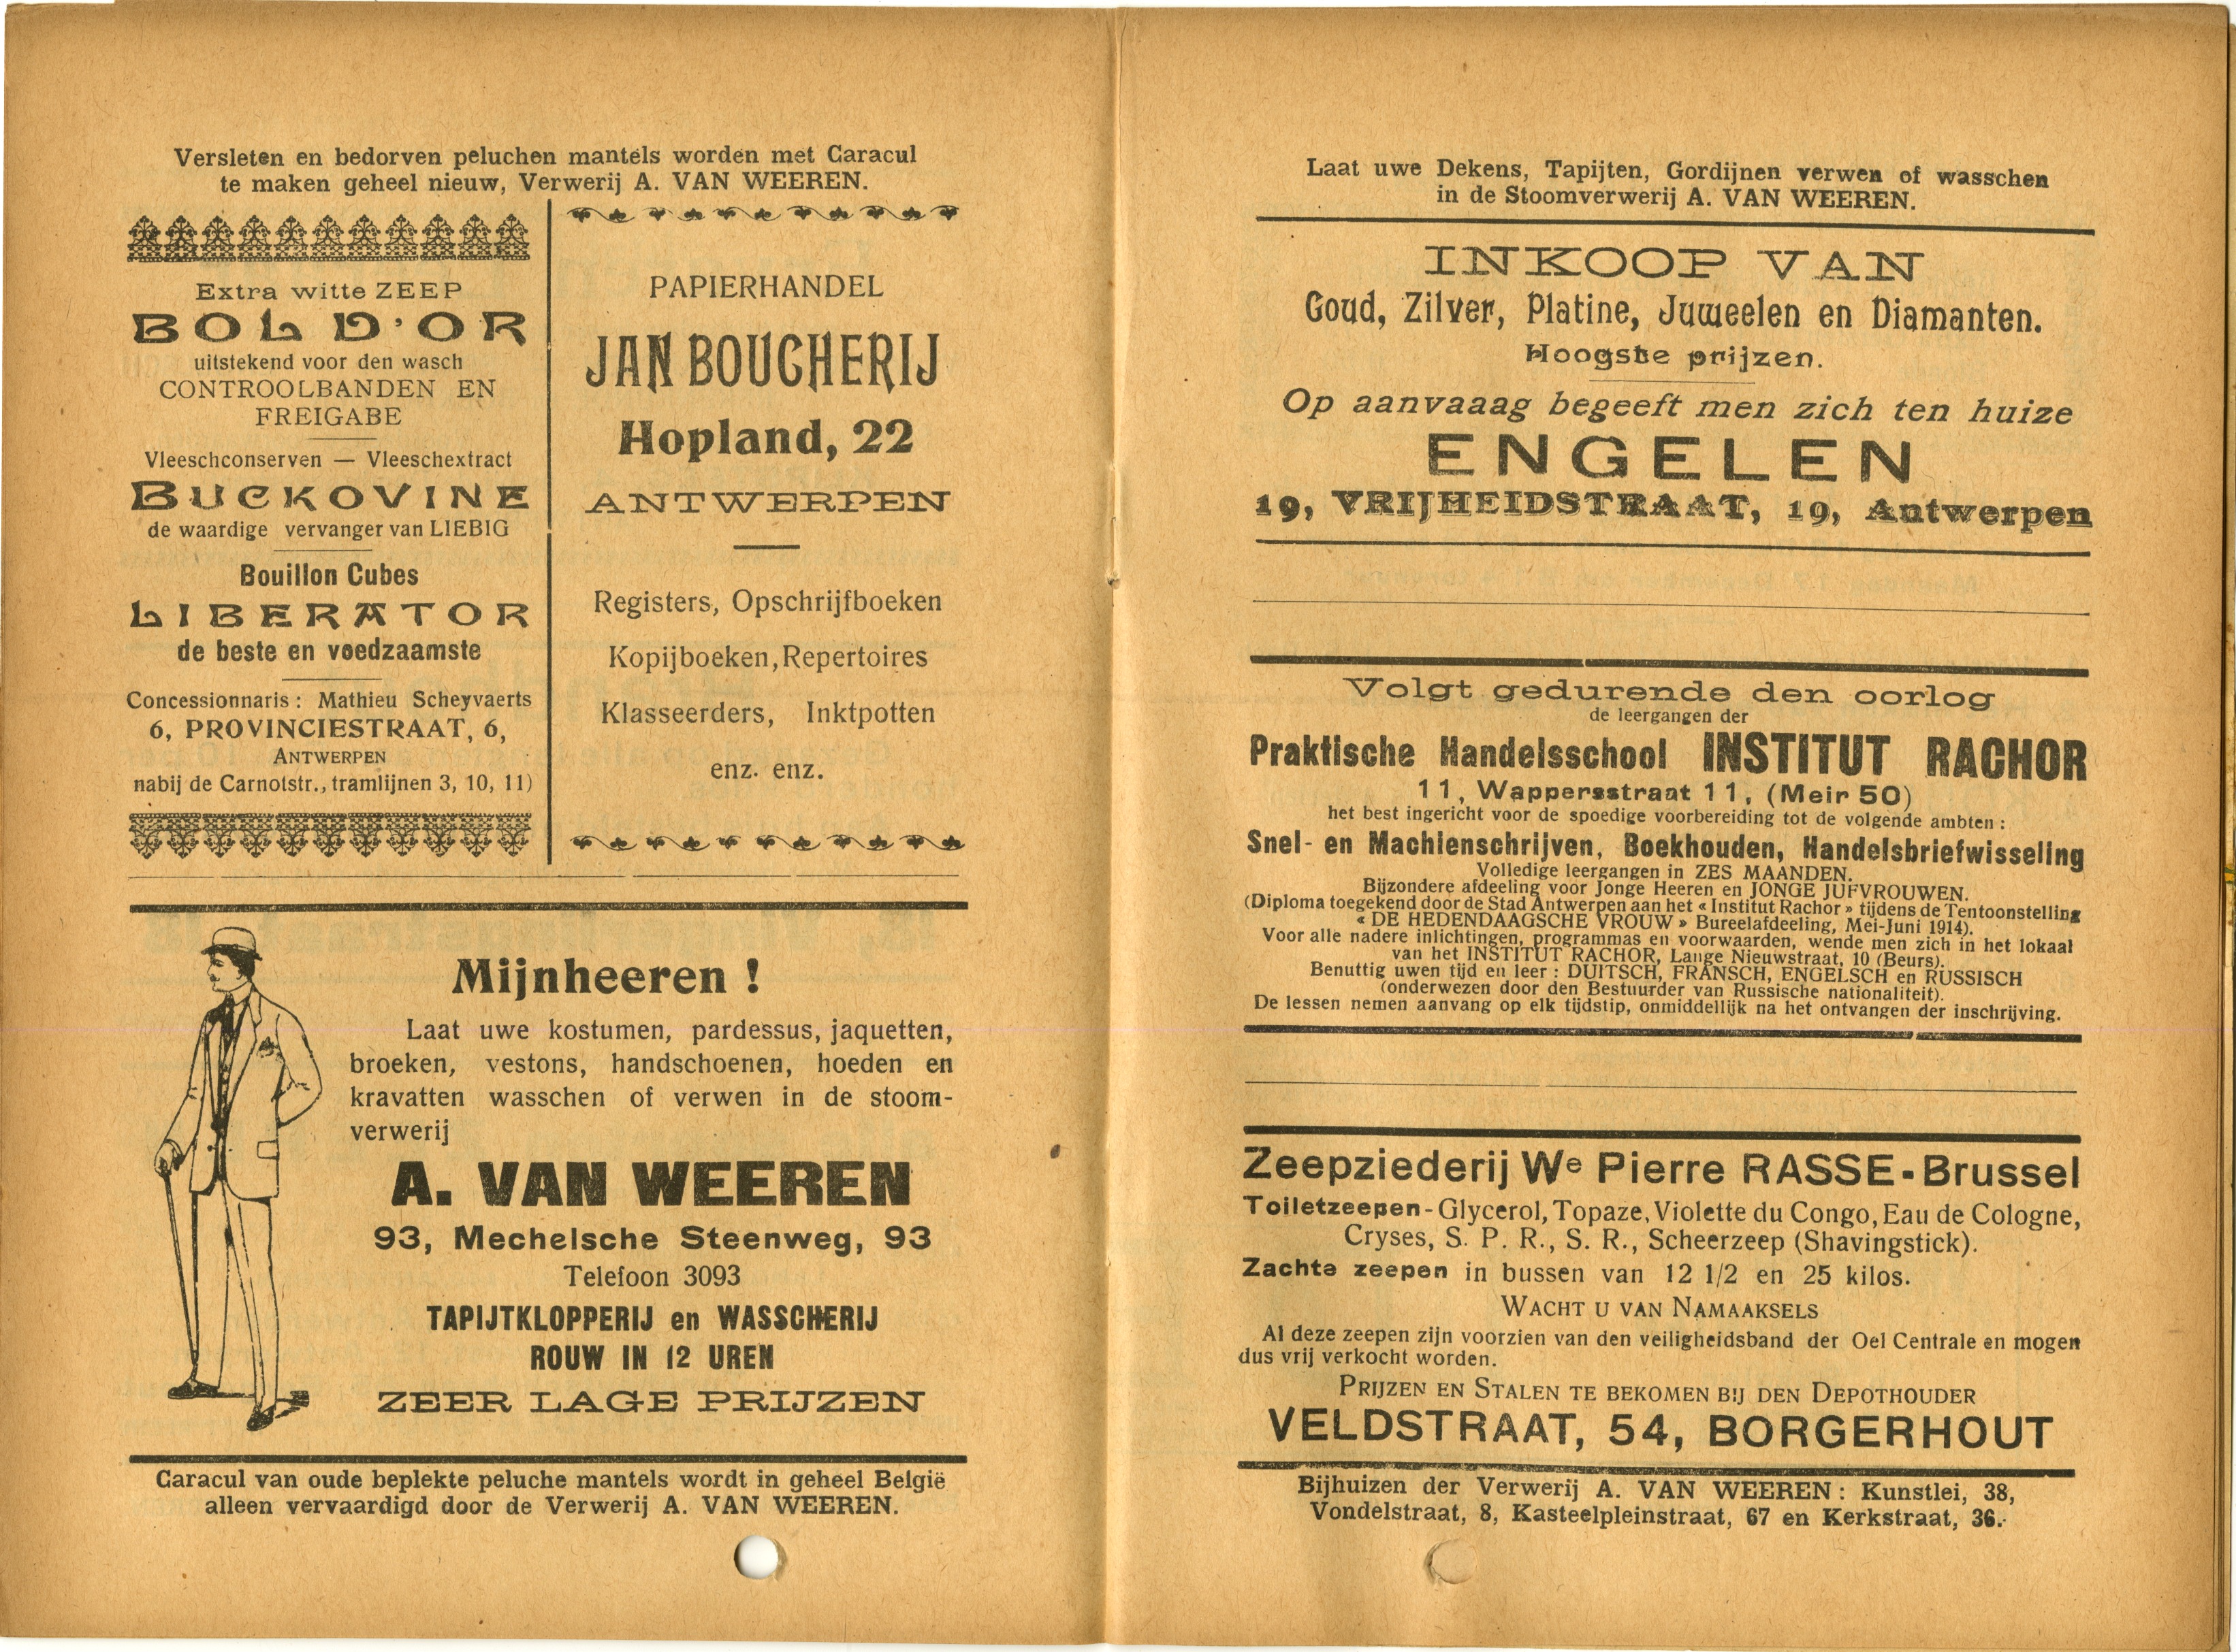 Versleten en bedorven peluchen mantels worden met Caracul
te maken geheel nieuw, Verwerij A. VAN WEEREN.
Extra witte ZEEP
BOL D'OR
uitstekend voor den wasch
CONTROOLBANDEN EN
FREIGABE
Vleeschconserven — Vleeschextract
BUCKOVINE
de waardige vervanger van LIEBIG
Bouillon Cubes
LIBERATOR
de beste en voedzaamste
Concessionnaris : Mathieu Scheyvaerts
6, PROVINCIESTRAAT, 6,
ANTWERPEN
nabij de Carnotstr., tramlijnen 3, 10, 11)
PAPIERHANDEL
JAN BOUCHERIJ
Hopland, 22
ANTWERPEN
Registers, Opschrijfboeken
Kopijboeken, Repertoires
Klasseerders, Inktpotten
enz. enz.
Mijnheeren !
Laat uwe kostumen, pardessus, jaquetten,
broeken, vestons, handschoenen, hoeden en
kravatten wasschen of verwen in de stoom-
verwerij
A. VAN WEEREN
93, Mechelsche Steenweg, 93
Telefoon 3093
TAPIJTKLOPPERIJ en WASSCHERIJ
ROUW IN 12 UREN
ZEER LAGE PRIJZEN
Caracul van oude beplekte peluche mantels wordt in geheel België
alleen vervaardigd door de Verwerij A. VAN WEEREN.
Laat uwe Dekens, Tapijten, Gordijnen verwen of wasschen
in de Stoomverwerij A. VAN WEEREN.
INKOOP VAN
Goud, Zilver, Platine, Juweelen en Diamanten.
Hoogste prijzen.
Op aanvaaag begeeft men zich ten huize
ENGELEN
19, VRIJHEIDSTRAAT, 19, Antwerpen
Volgt gedurende den oorlog
de leergangen der
Praktische Handelsschool INSTITUT RACHOR
11, Wappersstraat 11, (Meir 50)
het best ingericht voor de spoedige voorbereiding tot de volgende ambten :
Snel- en Machienschrijven, Boekhouden, Handelsbriefwisseling
Volledige leergangen in ZES MAANDEN.
Bijzondere afdeeling voor Jonge Heeren en JONGE JUFVROUWEN.
(Diploma toegekend door de Stad Antwerpen aan het « Institut Rachor » tijdens de Tentoonstelling
« DE HEDENDAAGSCHE VROUW » Bureelafdeeling, Mei-Juni 1914).
Voor alle nadere inlichtingen, programmas en voorwaarden, wende men zich in het lokaal
van het INSTITUT RACHOR, Lange Nieuwstraat, 10 (Beurs).
Benuttig uwen tijd en leer : DUITSCH, FRANSCH, ENGELSCH en RUSSISCH
(onderwezen door den Bestuurder van Russische nationaliteit).
De lessen nemen aanvang op elk tijdstip, onmiddellijk na het ontvangen der inschrijving.
Zeepziederij We Pierre RASSE - Brussel
Toiletzeepen - Glycerol, Topaze, Violette du Congo, Eau de Cologne,
Cryses, S. P. R., S. R., Scheerzeep (Shavingstick).
Zachte zeepen in bussen van 12 1/2 en 25 kilos.
WACHT U VAN NAMAAKSELS
Al deze zeepen zijn voorzien van den veiligheidsband der Oel Centrale en mogen
dus vrij verkocht worden.
PRIJZEN EN STALEN TE BEKOMEN BIJ DEN DEPOTHOUDER
VELDSTRAAT, 54, BORGERHOUT
Bijhuizen der Verwerij A. VAN WEEREN : Kunstlei, 38,
Vondelstraat, 8, Kasteelpleinstraat, 67 en Kerkstraat, 36.